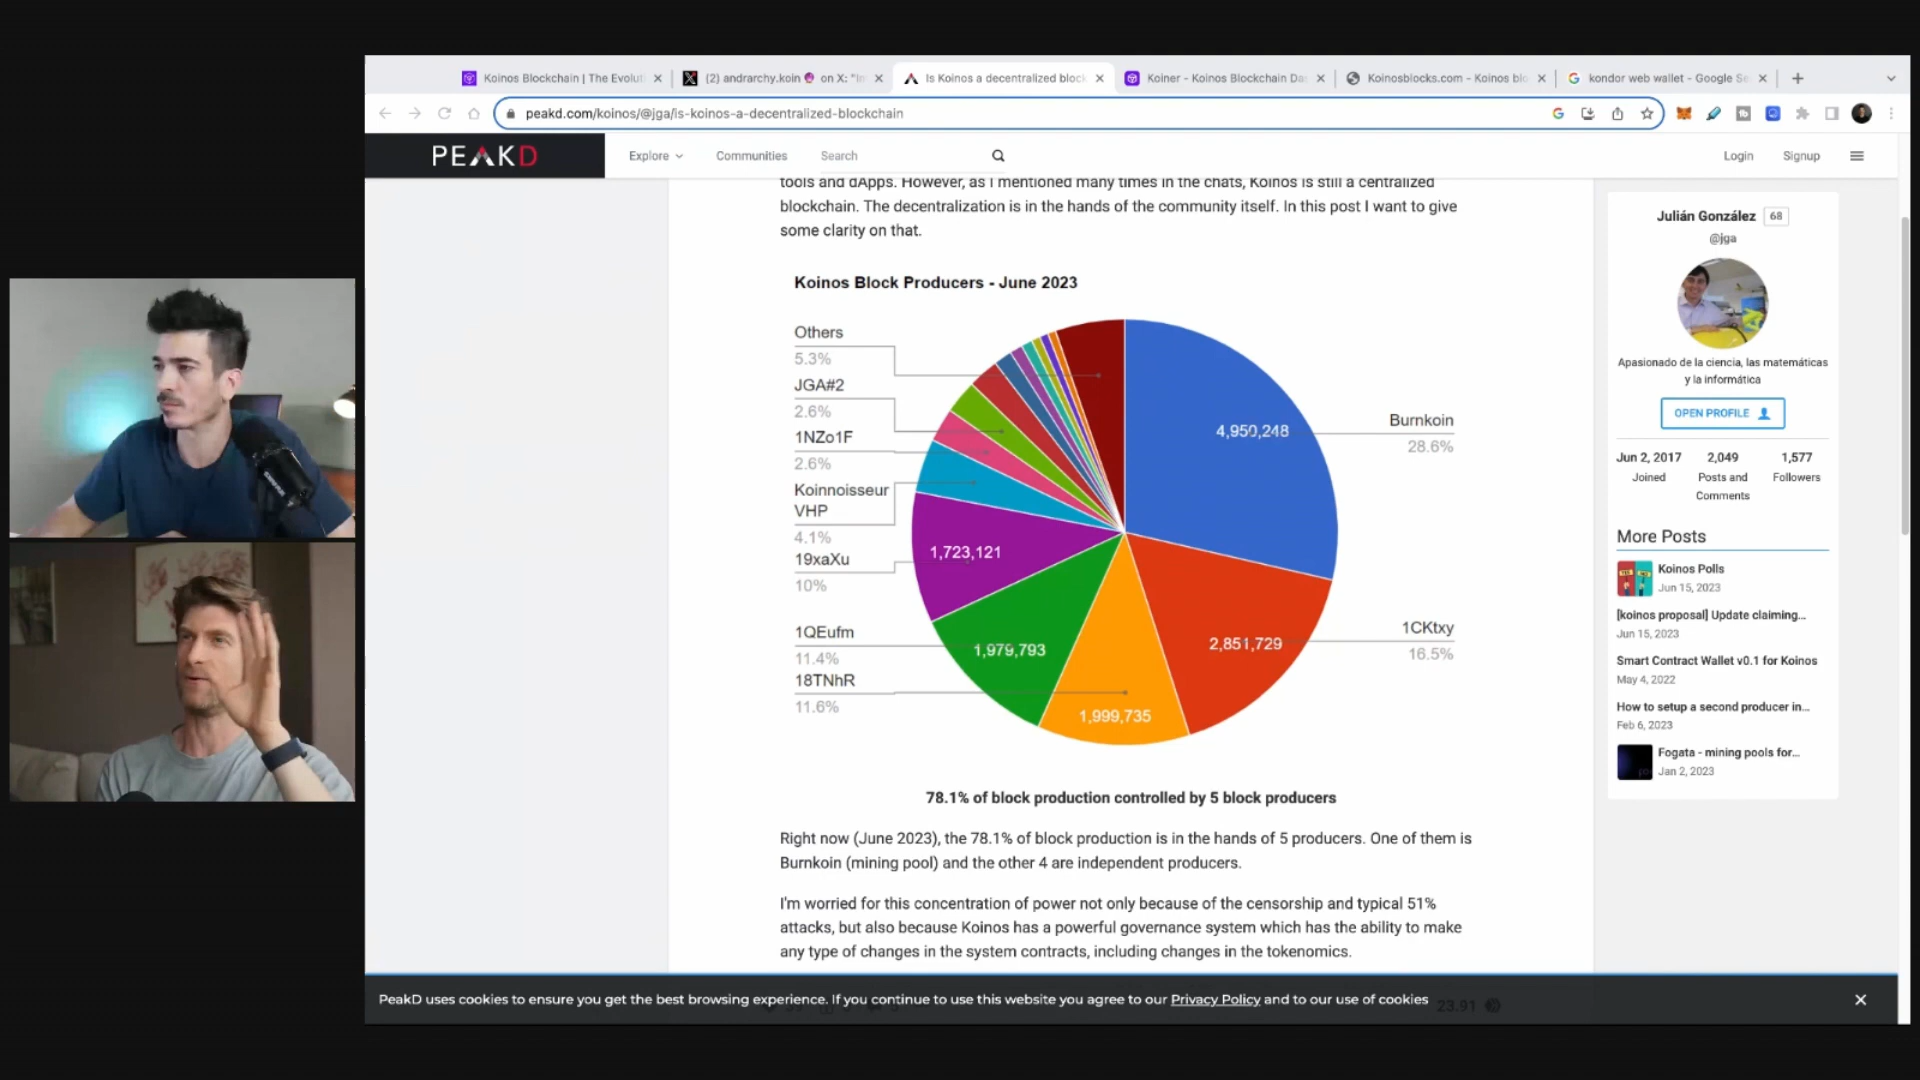 Koinos Blockchain | The Evoluti
(2) andrarchy.koin on X: "Im
Is Koinos a decentralized block
Koiner - Koinos Blockchain Das
Koinosblocks.com - Koinos blo
kondor web wallet - Google Se
peakd.com/koinos/@jga/is-koinos-a-decentralized-blockchain
PEAKD
Explore
Communities
Search
Login
Signup
tools and dApps. However, as I mentioned many times in the chats, Koinos is still a centralized
blockchain. The decentralization is in the hands of the community itself. In this post I want to give
some clarity on that.
Koinos Block Producers - June 2023
Others
5.3%
JGA#2
2.6%
1NZo1F
2.6%
Koinnoisseur
VHP
4.1%
19xaXu
10%
1QEufm
11.4%
18TNhR
11.6%
4,950,248
2,851,729
1,999,735
1,979,793
1,723,121
Burnkoin
28.6%
1CKtxy
16.5%
78.1% of block production controlled by 5 block producers
Right now (June 2023), the 78.1% of block production is in the hands of 5 producers. One of them is
Burnkoin (mining pool) and the other 4 are independent producers.
I'm worried for this concentration of power not only because of the censorship and typical 51%
attacks, but also because Koinos has a powerful governance system which has the ability to make
any type of changes in the system contracts, including changes in the tokenomics.
Julián González 68
@jga
Apasionado de la ciencia, las matemáticas
y la informática
OPEN PROFILE
Jun 2, 2017 2,049 1,577
Joined Posts and Followers
Comments
More Posts
Koinos Polls
Jun 15, 2023
[koinos proposal] Update claiming...
Jun 15, 2023
Smart Contract Wallet v0.1 for Koinos
May 4, 2022
How to setup a second producer in...
Feb 6, 2023
Fogata - mining pools for...
Jan 2, 2023
PeakD uses cookies to ensure you get the best browsing experience. If you continue to use this website you agree to our Privacy Policy and to our use of cookies
23.91